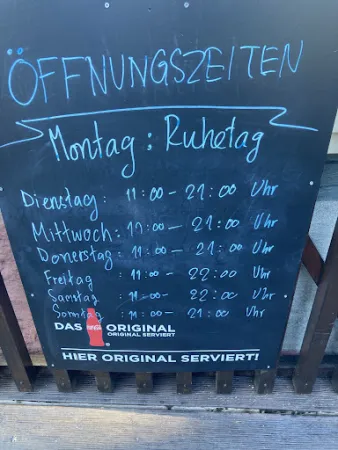 ÖFFNUNGSZEITEN
Montag : Ruhetag
Dienstag : 11:00 - 21:00 Uhr
Mittwoch : 11:00 - 21:00 Uhr
Donerstag : 11:00 - 21:00 Uhr
Freitag : 11:00 - 22:00 Uhr
Samstag : 11:00 - 22:00 Uhr
Sonntag : 11:00 - 21:00 Uhr
DAS ORIGINAL
ORIGINAL SERVIERT
HIER ORIGINAL SERVIERT!